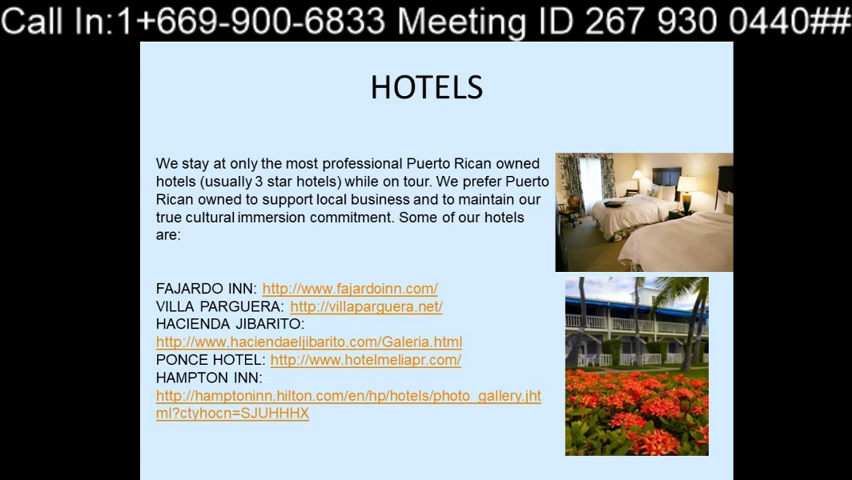 Call In:1+669-900-6833 Meeting ID 267 930 0440##
HOTELS
We stay at only the most professional Puerto Rican owned
hotels (usually 3 star hotels) while on tour. We prefer Puerto
Rican owned to support local business and to maintain our
true cultural immersion commitment. Some of our hotels
are:
FAJARDO INN: http://www.fajardoinn.com/
VILLA PARGUERA: http://villaparguera.net/
HACIENDA JIBARITO:
http://www.haciendaeljibarito.com/Galeria.html
PONCE HOTEL: http://www.hotelmeliapr.com/
HAMPTON INN:
http://hamptoninn.hilton.com/en/hp/hotels/photo_gallery.jht
ml?ctyhocn=SJUHHHX